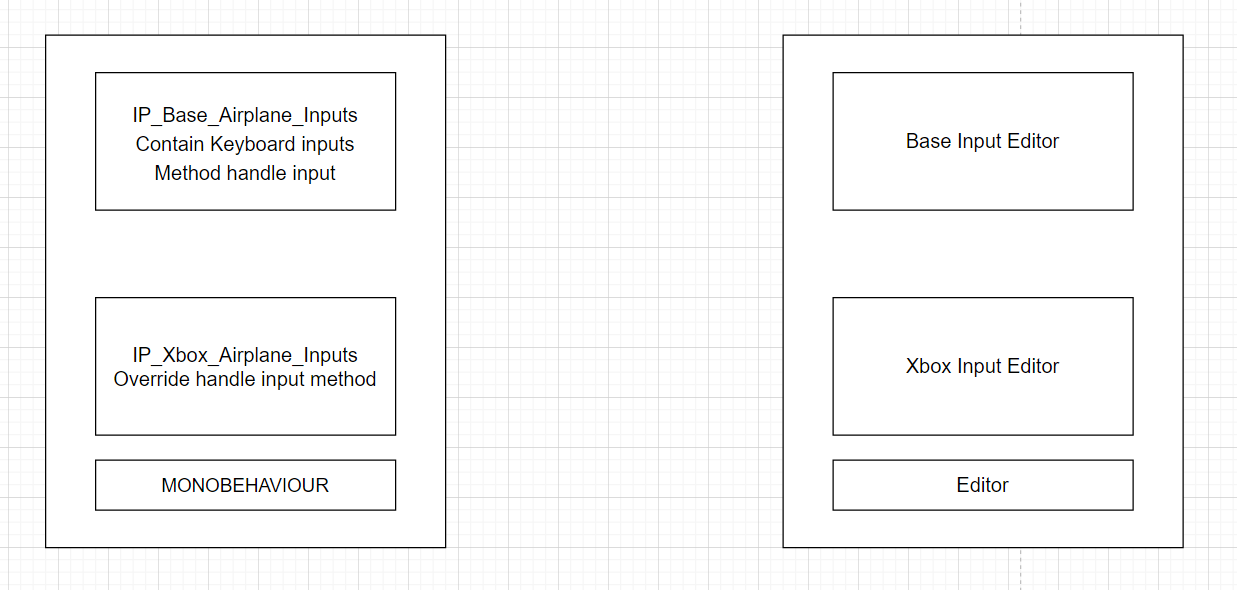 IP_Base_Airplane_Inputs
Contain Keyboard inputs
Method handle input
IP_Xbox_Airplane_Inputs
Override handle input method
MONOBEHAVIOUR
Base Input Editor
Xbox Input Editor
Editor